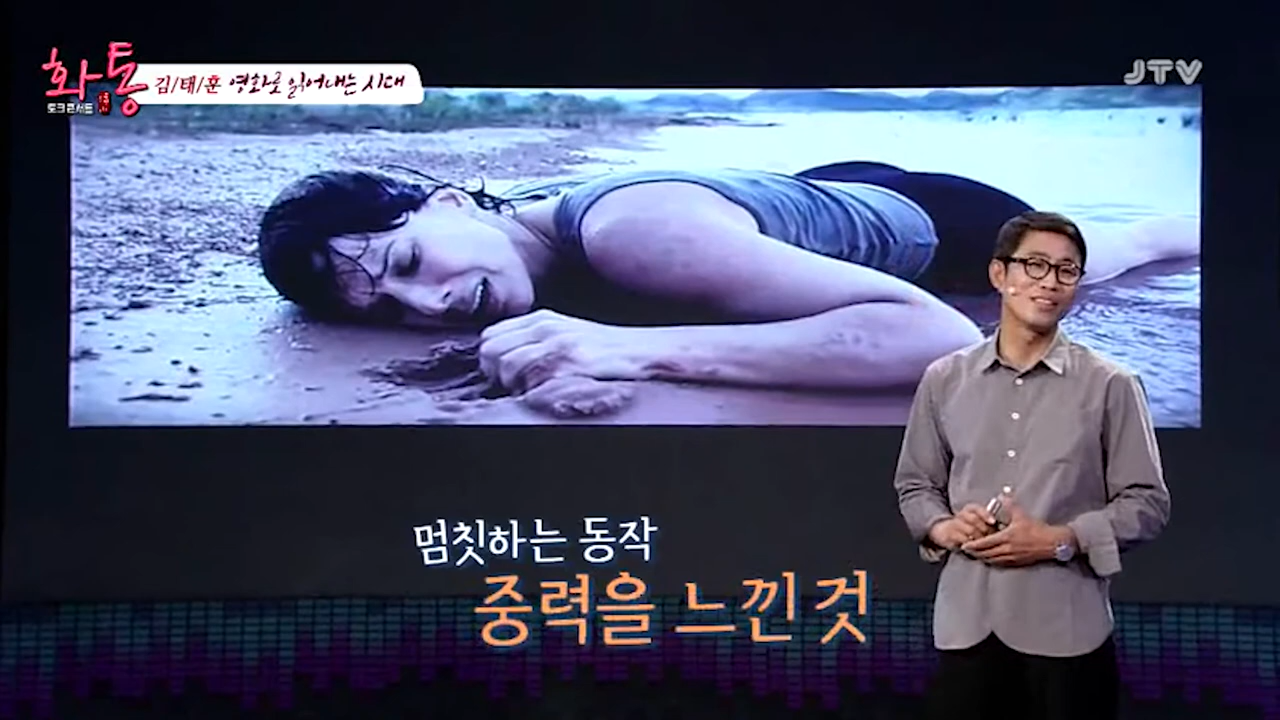 화통
토크콘서트
김/태/훈 영화로 읽어내는 시대
JTV
멈칫하는 동작
중력을 느낀 것